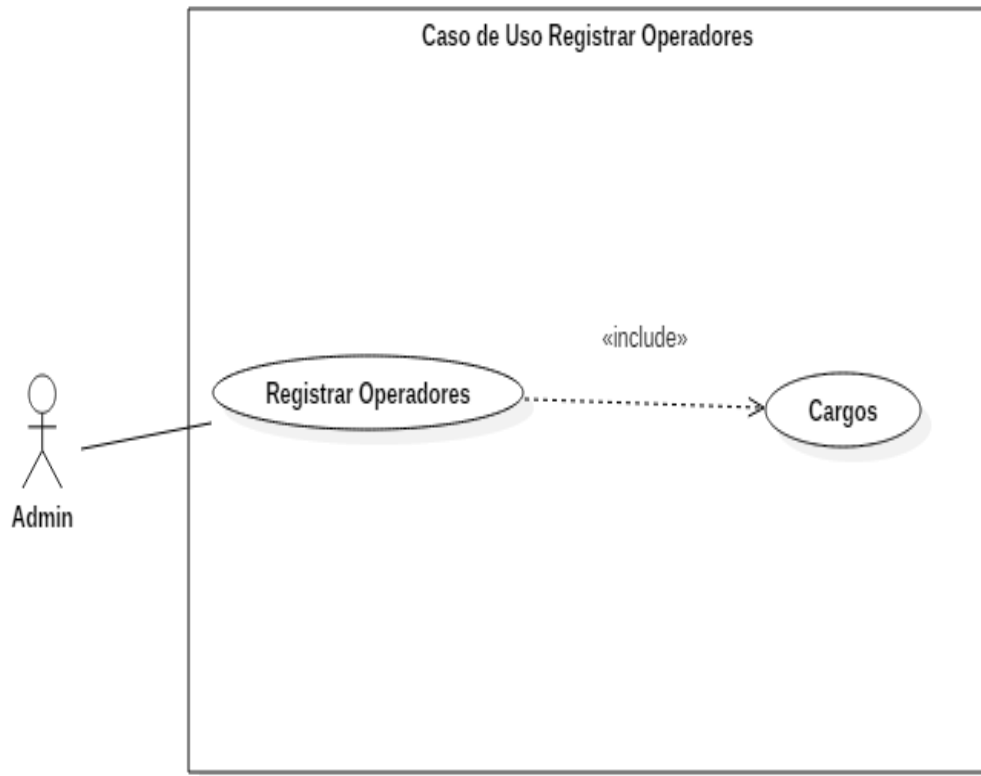 Caso de Uso Registrar Operadores
«include»
Registrar Operadores
Cargos
Admin